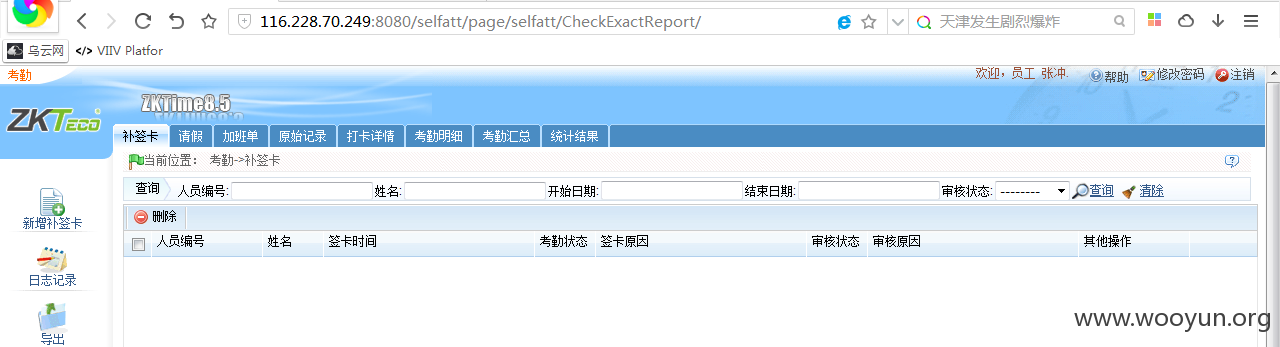 116.228.70.249:8080/selfatt/page/selfatt/CheckExactReport/
天津发生剧烈爆炸
乌云网 </> VIIV Platfor
考勤
欢迎，员工 张冲. 帮助 修改密码 注销
ZKTeco
ZKTime8.5
补签卡 请假 加班单 原始记录 打卡详情 考勤明细 考勤汇总 统计结果
当前位置： 考勤->补签卡
查询 人员编号: 姓名: 开始日期: 结束日期: 审核状态: -------- 查询 清除
删除
人员编号 姓名 签卡时间 考勤状态 签卡原因 审核状态 审核原因 其他操作
新增补签卡
日志记录
导出
www.wooyun.org